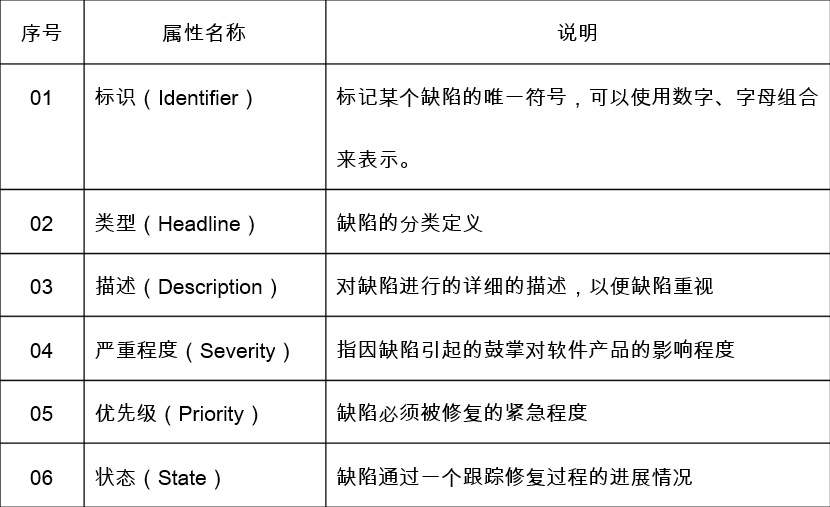 序号 属性名称 说明
01 标识（Identifier） 标记某个缺陷的唯一符号，可以使用数字、字母组合
来表示。
02 类型（Headline） 缺陷的分类定义
03 描述（Description） 对缺陷进行的详细的描述，以便缺陷重视
04 严重程度（Severity） 指因缺陷引起的鼓掌对软件产品的影响程度
05 优先级（Priority） 缺陷必须被修复的紧急程度
06 状态（State） 缺陷通过一个跟踪修复过程的进展情况